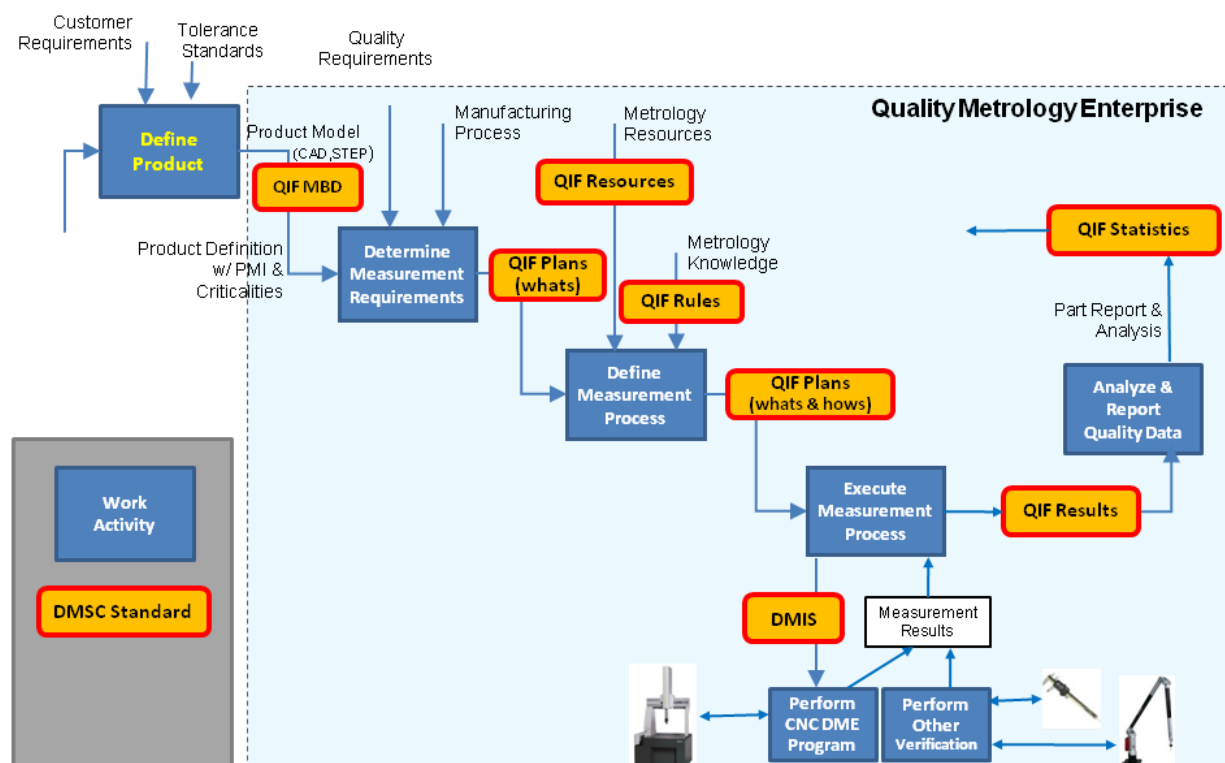 Customer
Requirements
Tolerance
Standards
Quality
Requirements
Quality Metrology Enterprise
Define
Product
Product Model
(CAD,STEP)
QIF MBD
Manufacturing
Process
Metrology
Resources
QIF Resources
Product Definition
w/ PMI &
Criticalities
Determine
Measurement
Requirements
QIF Plans
(whats)
Metrology
Knowledge
QIF Rules
QIF Statistics
Part Report &
Analysis
Define
Measurement
Process
QIF Plans
(whats & hows)
Analyze &
Report
Quality Data
Work
Activity
DMSC Standard
Execute
Measurement
Process
QIF Results
DMIS
Measurement
Results
Perform
CNC DME
Program
Perform
Other
Verification